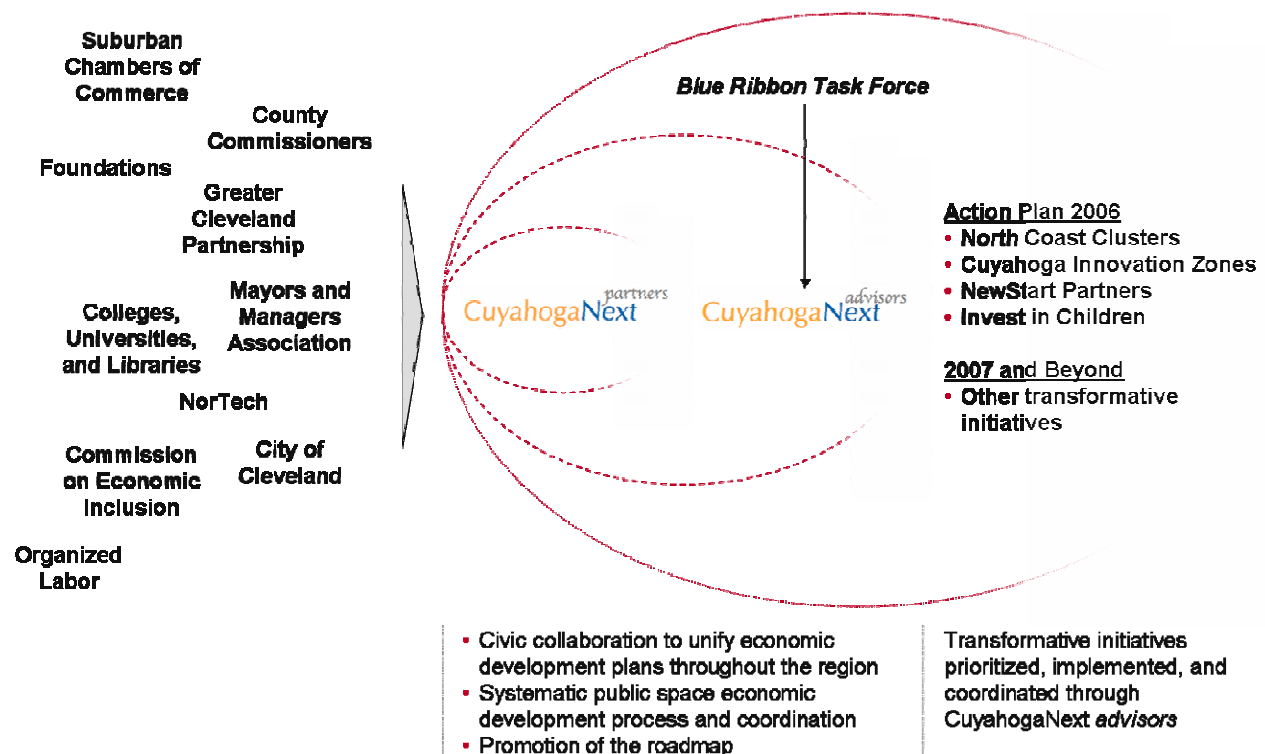 Suburban
Chambers of
Commerce
County
Commissioners
Foundations
Greater
Cleveland
Partnership
Colleges,
Universities,
and Libraries
Mayors and
Managers
Association
NorTech
Commission
on Economic
Inclusion
City of
Cleveland
Organized
Labor
Blue Ribbon Task Force
partners
CuyahogaNext
advisors
CuyahogaNext
Action Plan 2006
• North Coast Clusters
• Cuyahoga Innovation Zones
• NewStart Partners
• Invest in Children
2007 and Beyond
• Other transformative
initiatives
• Civic collaboration to unify economic
development plans throughout the region
• Systematic public space economic
development process and coordination
• Promotion of the roadmap
Transformative initiatives
prioritized, implemented, and
coordinated through
CuyahogaNext advisors